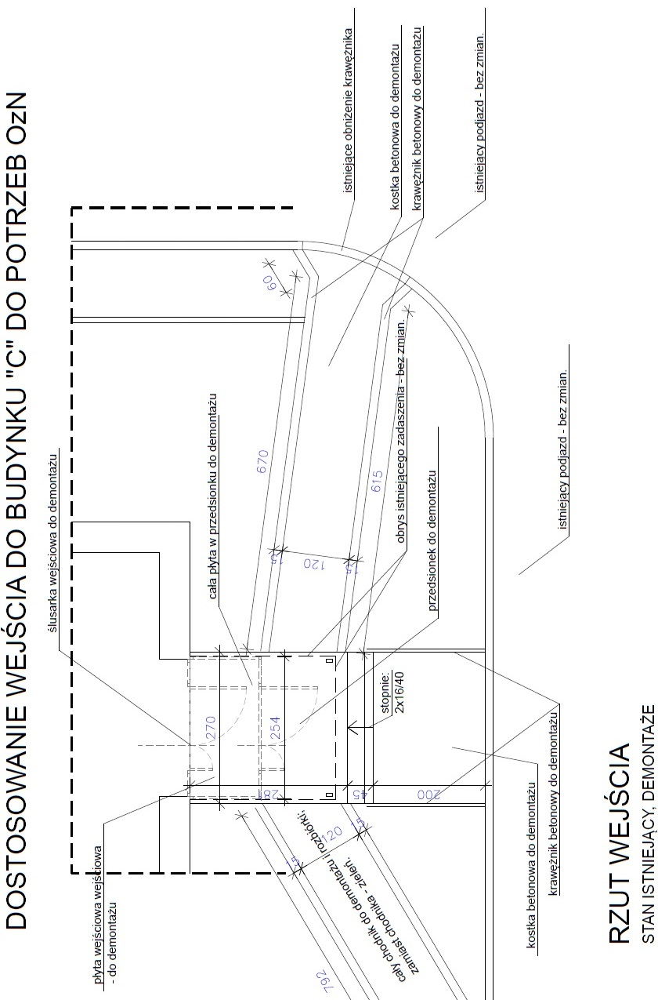 DOSTOSOWANIE WEJŚCIA DO BUDYNKU "C" DO POTRZEB OzN
płyta wejściowa wejściowa
- do demontażu
ślusarka wejściowa do demontażu
cała płyta w przedsionku do demontażu
istniejące obniżenie krawężnika
kostka betonowa do demontażu
krawężnik betonowy do demontażu
istniejący podjazd - bez zmian.
60
670
615
15
120
15
obrys istniejącego zadaszenia - bez zmian.
przedsionek do demontażu
istniejący podjazd - bez zmian.
270
254
281
45
200
stopnie:
2x16/40
15
120
15
792
cały chodnik do demontażu i rozbiórki;
zamiast chodnika - zieleń.
kostka betonowa do demontażu
krawężnik betonowy do demontażu
RZUT WEJŚCIA
STAN ISTNIEJĄCY, DEMONTAŻE